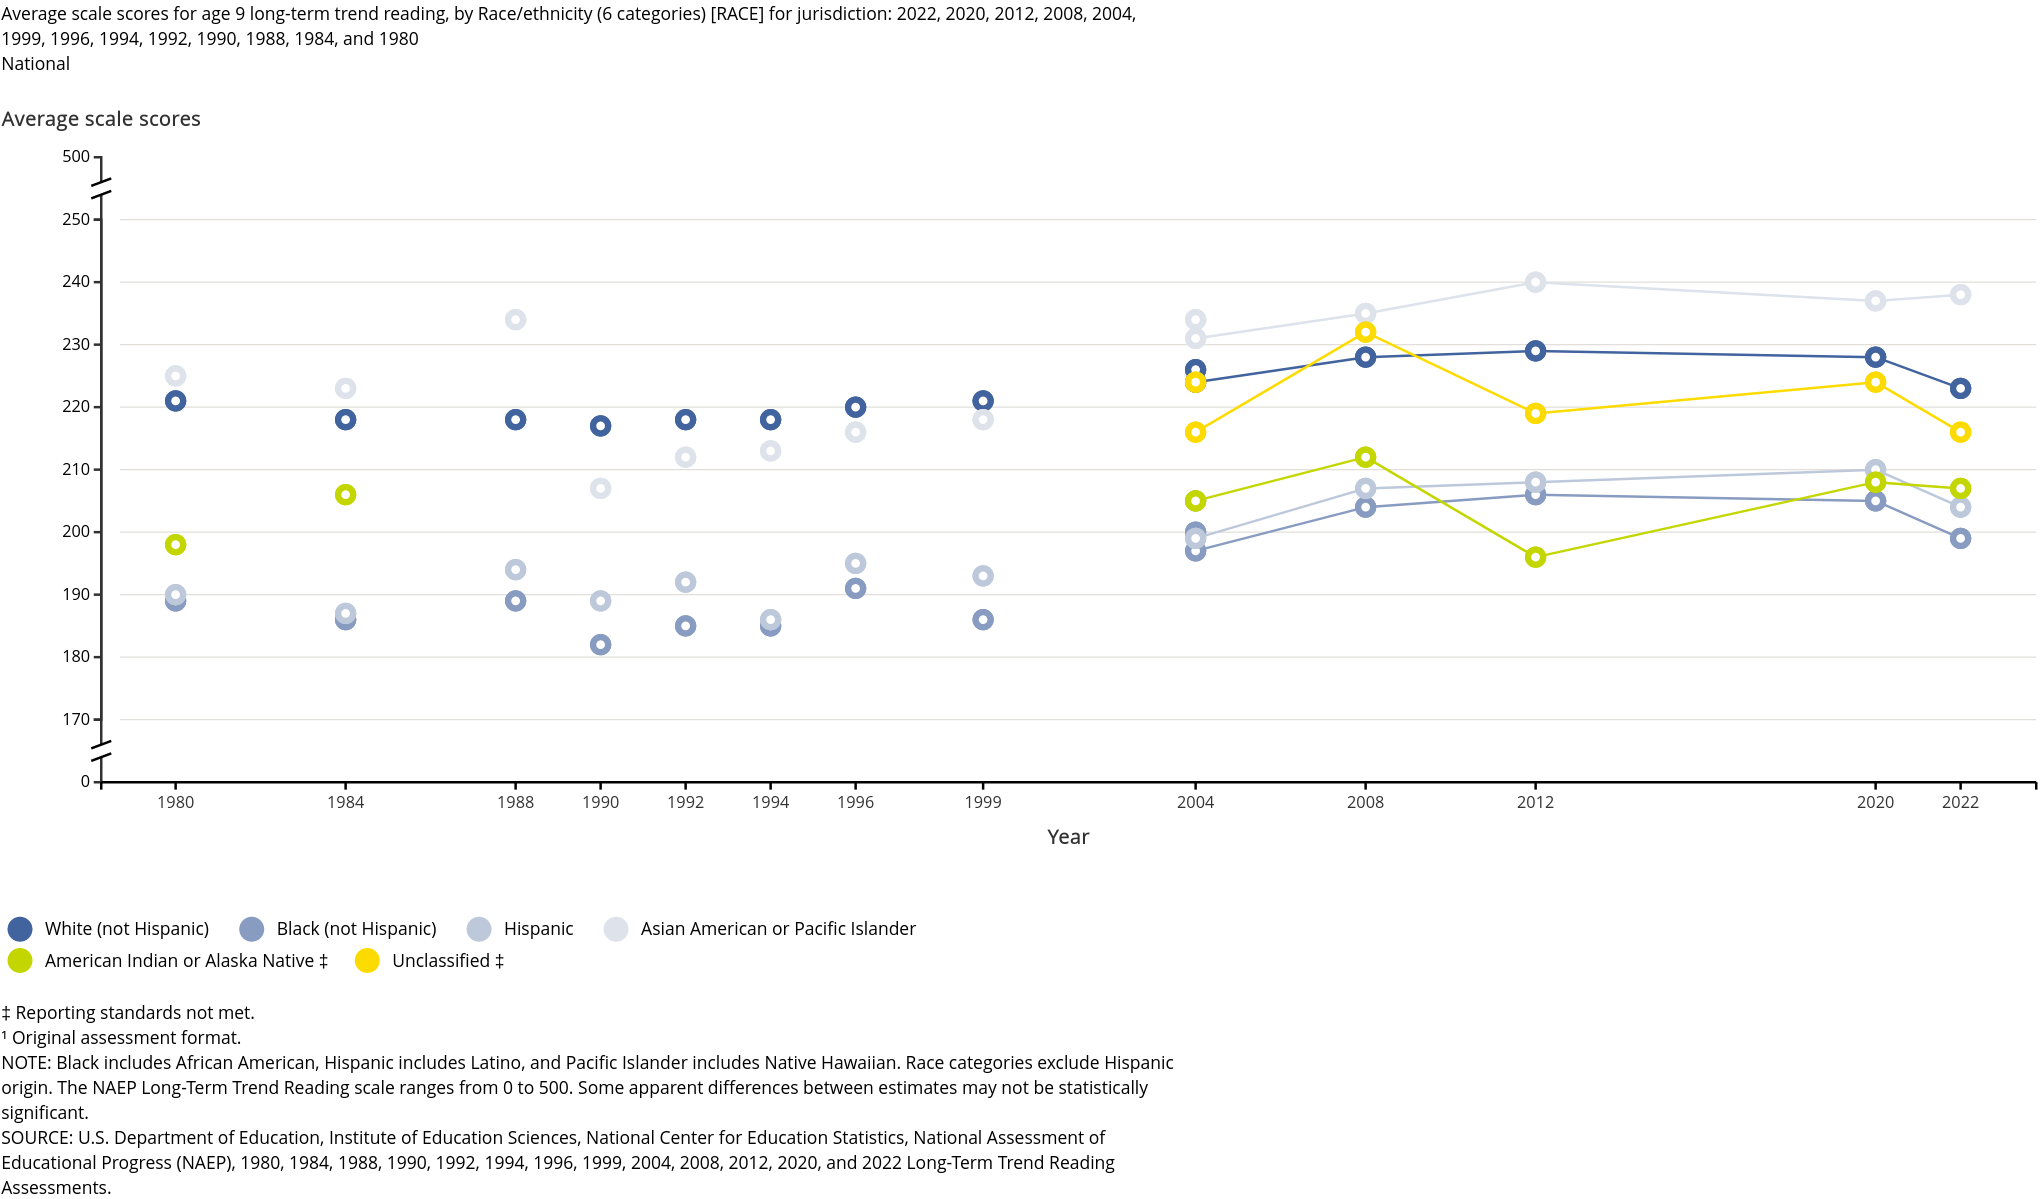 Average scale scores for age 9 long-term trend reading, by Race/ethnicity (6 categories) [RACE] for jurisdiction: 2022, 2020, 2012, 2008, 2004,
1999, 1996, 1994, 1992, 1990, 1988, 1984, and 1980
National
Average scale scores
500
250
240
230
220
210
200
190
180
170
0
1980 1984 1988 1990 1992 1994 1996 1999 2004 2008 2012 2020 2022
Year
White (not Hispanic) Black (not Hispanic) Hispanic Asian American or Pacific Islander
American Indian or Alaska Native ‡ Unclassified ‡
‡ Reporting standards not met.
¹ Original assessment format.
NOTE: Black includes African American, Hispanic includes Latino, and Pacific Islander includes Native Hawaiian. Race categories exclude Hispanic
origin. The NAEP Long-Term Trend Reading scale ranges from 0 to 500. Some apparent differences between estimates may not be statistically
significant.
SOURCE: U.S. Department of Education, Institute of Education Sciences, National Center for Education Statistics, National Assessment of
Educational Progress (NAEP), 1980, 1984, 1988, 1990, 1992, 1994, 1996, 1999, 2004, 2008, 2012, 2020, and 2022 Long-Term Trend Reading
Assessments.